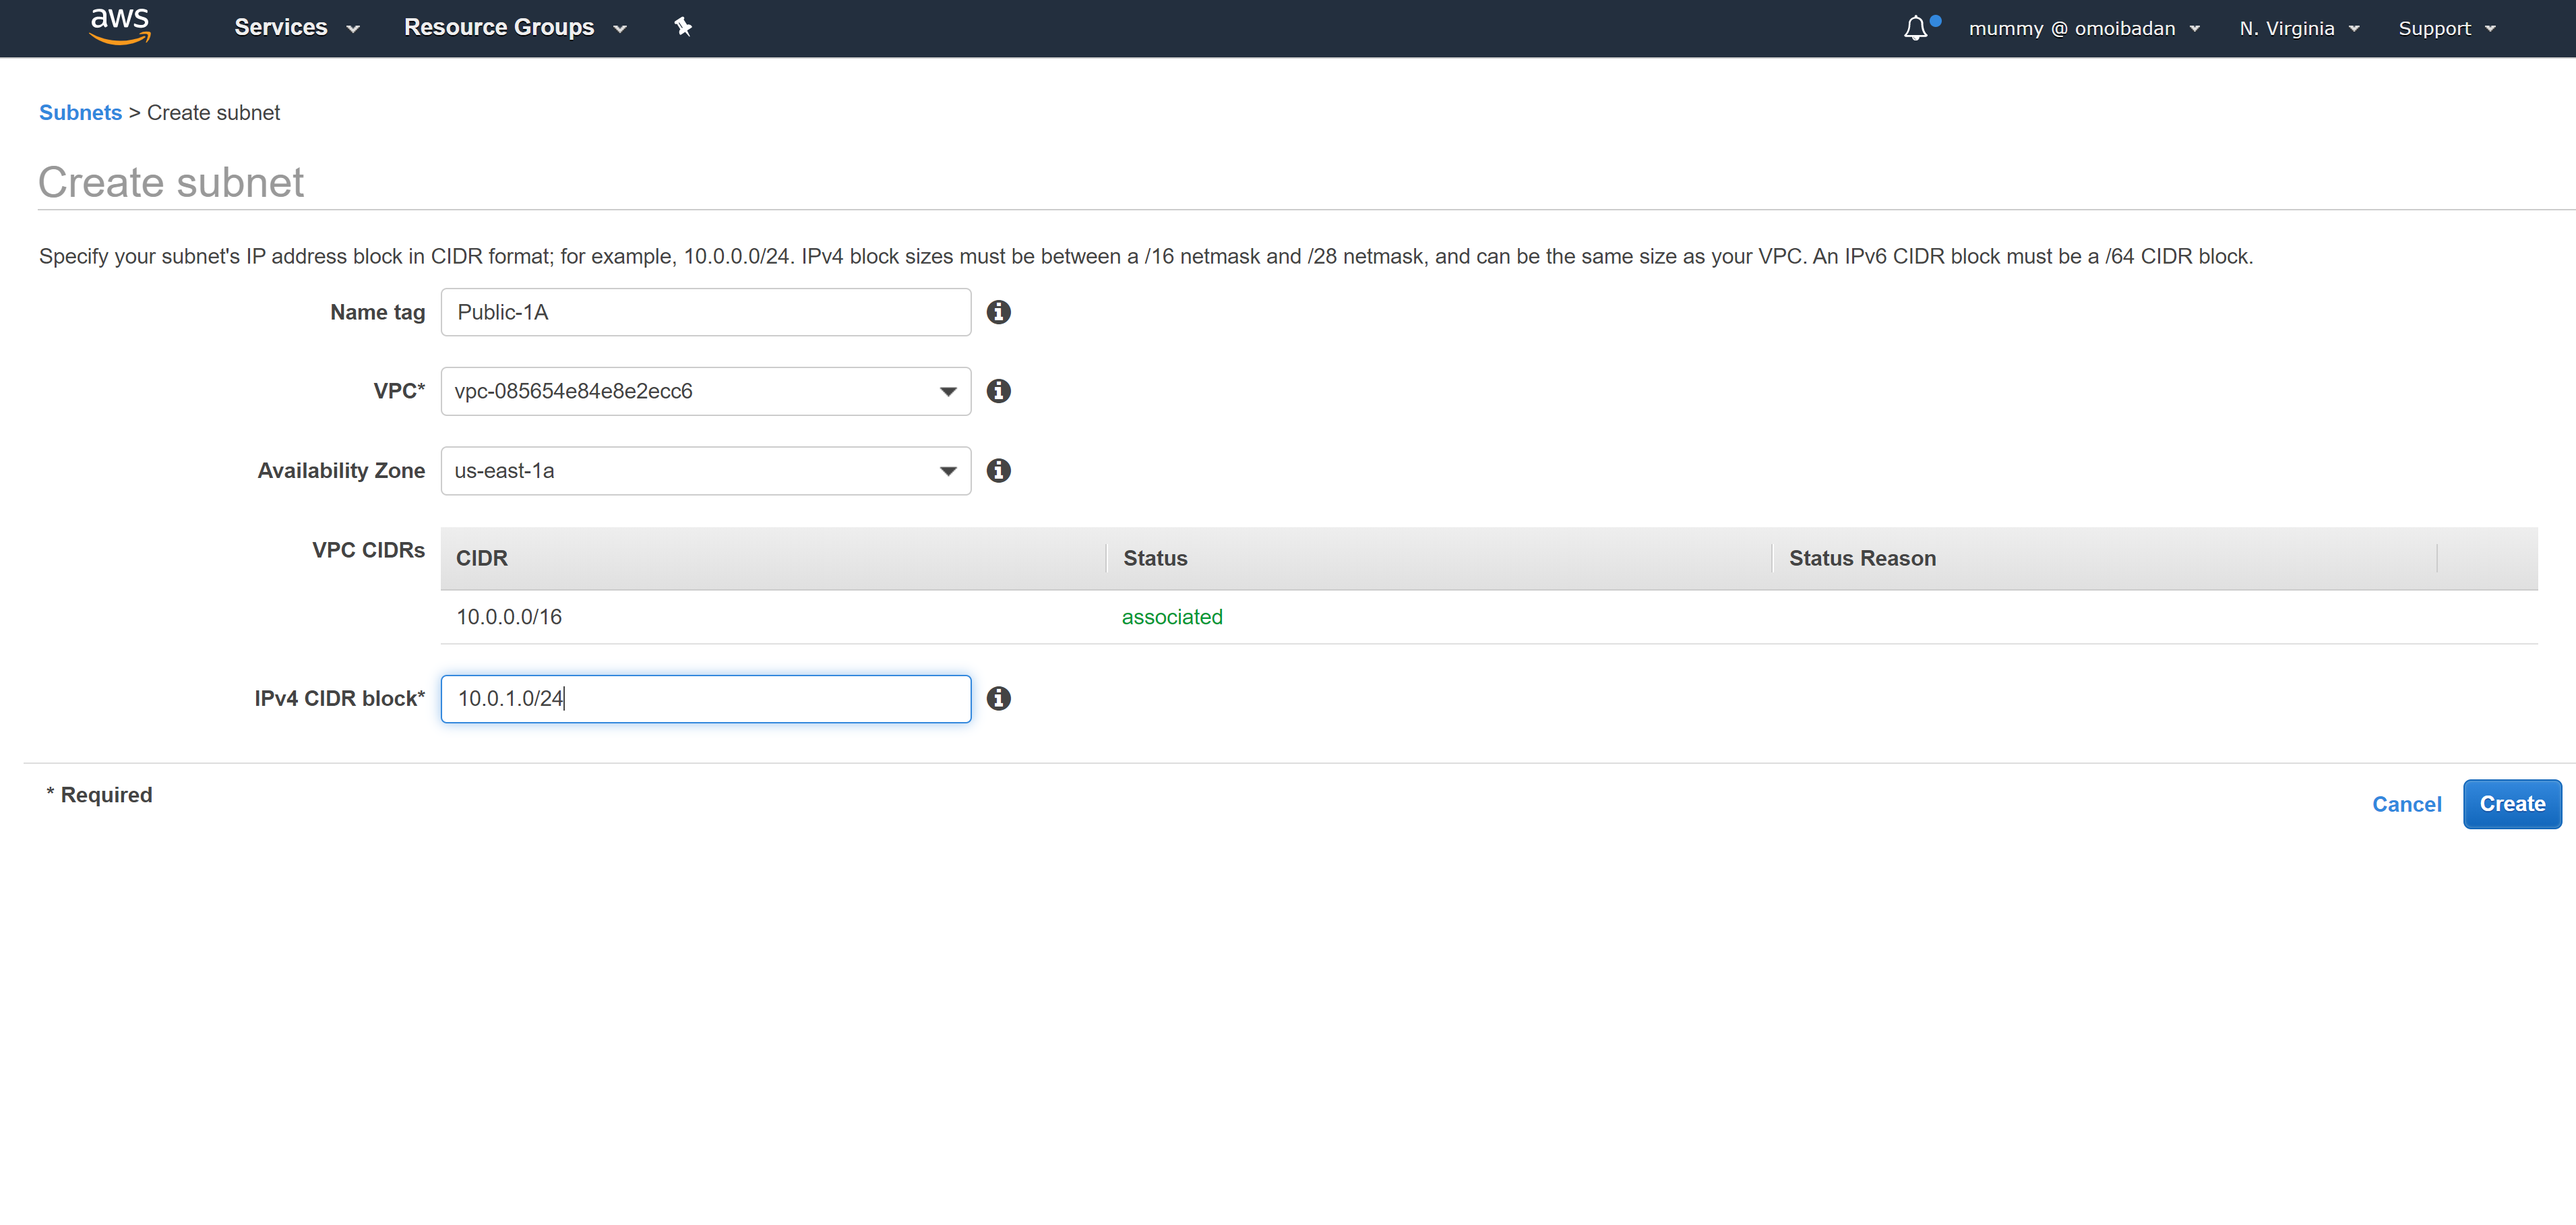 aws Services Resource Groups mummy @ omoibadan N. Virginia Support
Subnets > Create subnet
Create subnet
Specify your subnet's IP address block in CIDR format; for example, 10.0.0.0/24. IPv4 block sizes must be between a /16 netmask and /28 netmask, and can be the same size as your VPC. An IPv6 CIDR block must be a /64 CIDR block.
Name tag Public-1A
VPC* vpc-085654e84e8e2ecc6
Availability Zone us-east-1a
VPC CIDRs CIDR Status Status Reason
10.0.0.0/16 associated
IPv4 CIDR block* 10.0.1.0/24
* Required
Cancel Create